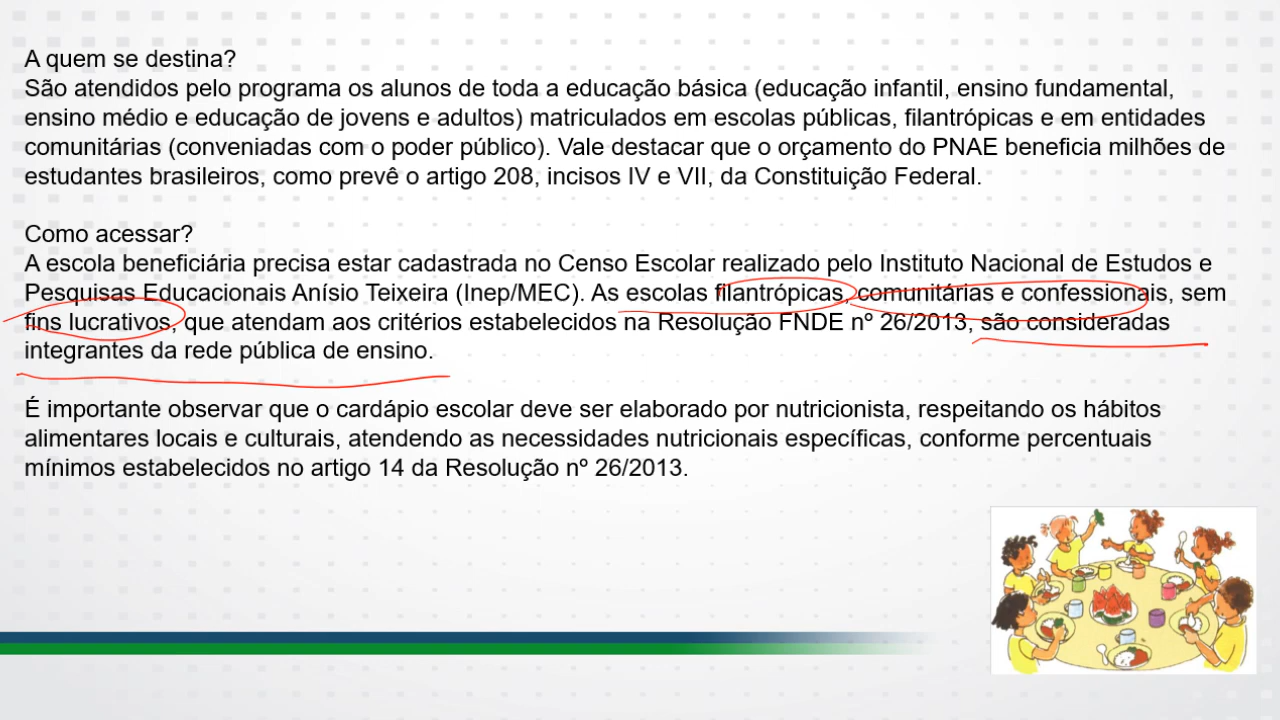 A quem se destina?
São atendidos pelo programa os alunos de toda a educação básica (educação infantil, ensino fundamental,
ensino médio e educação de jovens e adultos) matriculados em escolas públicas, filantrópicas e em entidades
comunitárias (conveniadas com o poder público). Vale destacar que o orçamento do PNAE beneficia milhões de
estudantes brasileiros, como prevê o artigo 208, incisos IV e VII, da Constituição Federal.
Como acessar?
A escola beneficiária precisa estar cadastrada no Censo Escolar realizado pelo Instituto Nacional de Estudos e
Pesquisas Educacionais Anísio Teixeira (Inep/MEC). As escolas filantrópicas, comunitárias e confessionais, sem
fins lucrativos, que atendam aos critérios estabelecidos na Resolução FNDE nº 26/2013, são consideradas
integrantes da rede pública de ensino.
É importante observar que o cardápio escolar deve ser elaborado por nutricionista, respeitando os hábitos
alimentares locais e culturais, atendendo as necessidades nutricionais específicas, conforme percentuais
mínimos estabelecidos no artigo 14 da Resolução nº 26/2013.